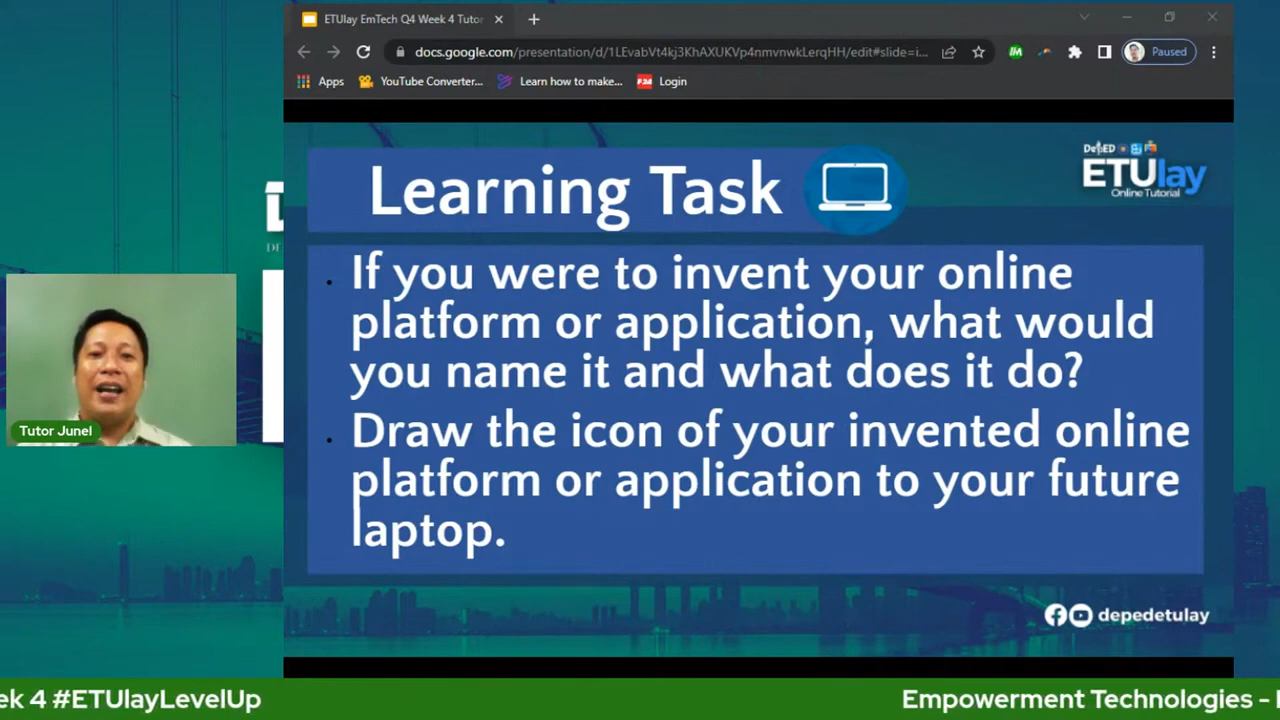 ETUlay EmTech Q4 Week 4 Tutor
docs.google.com/presentation/d/1LEvabVt4kj3KhAXUKVp4nmvnwkLerqHH/edit#slide=i...
Paused
Apps
YouTube Converter...
Learn how to make...
Login
DepED
ETUlay
Online Tutorial
Learning Task
If you were to invent your online
platform or application, what would
you name it and what does it do?
Draw the icon of your invented online
platform or application to your future
laptop.
Tutor Junel
depedetulay
ek 4 #ETUlayLevelUp
Empowerment Technologies -